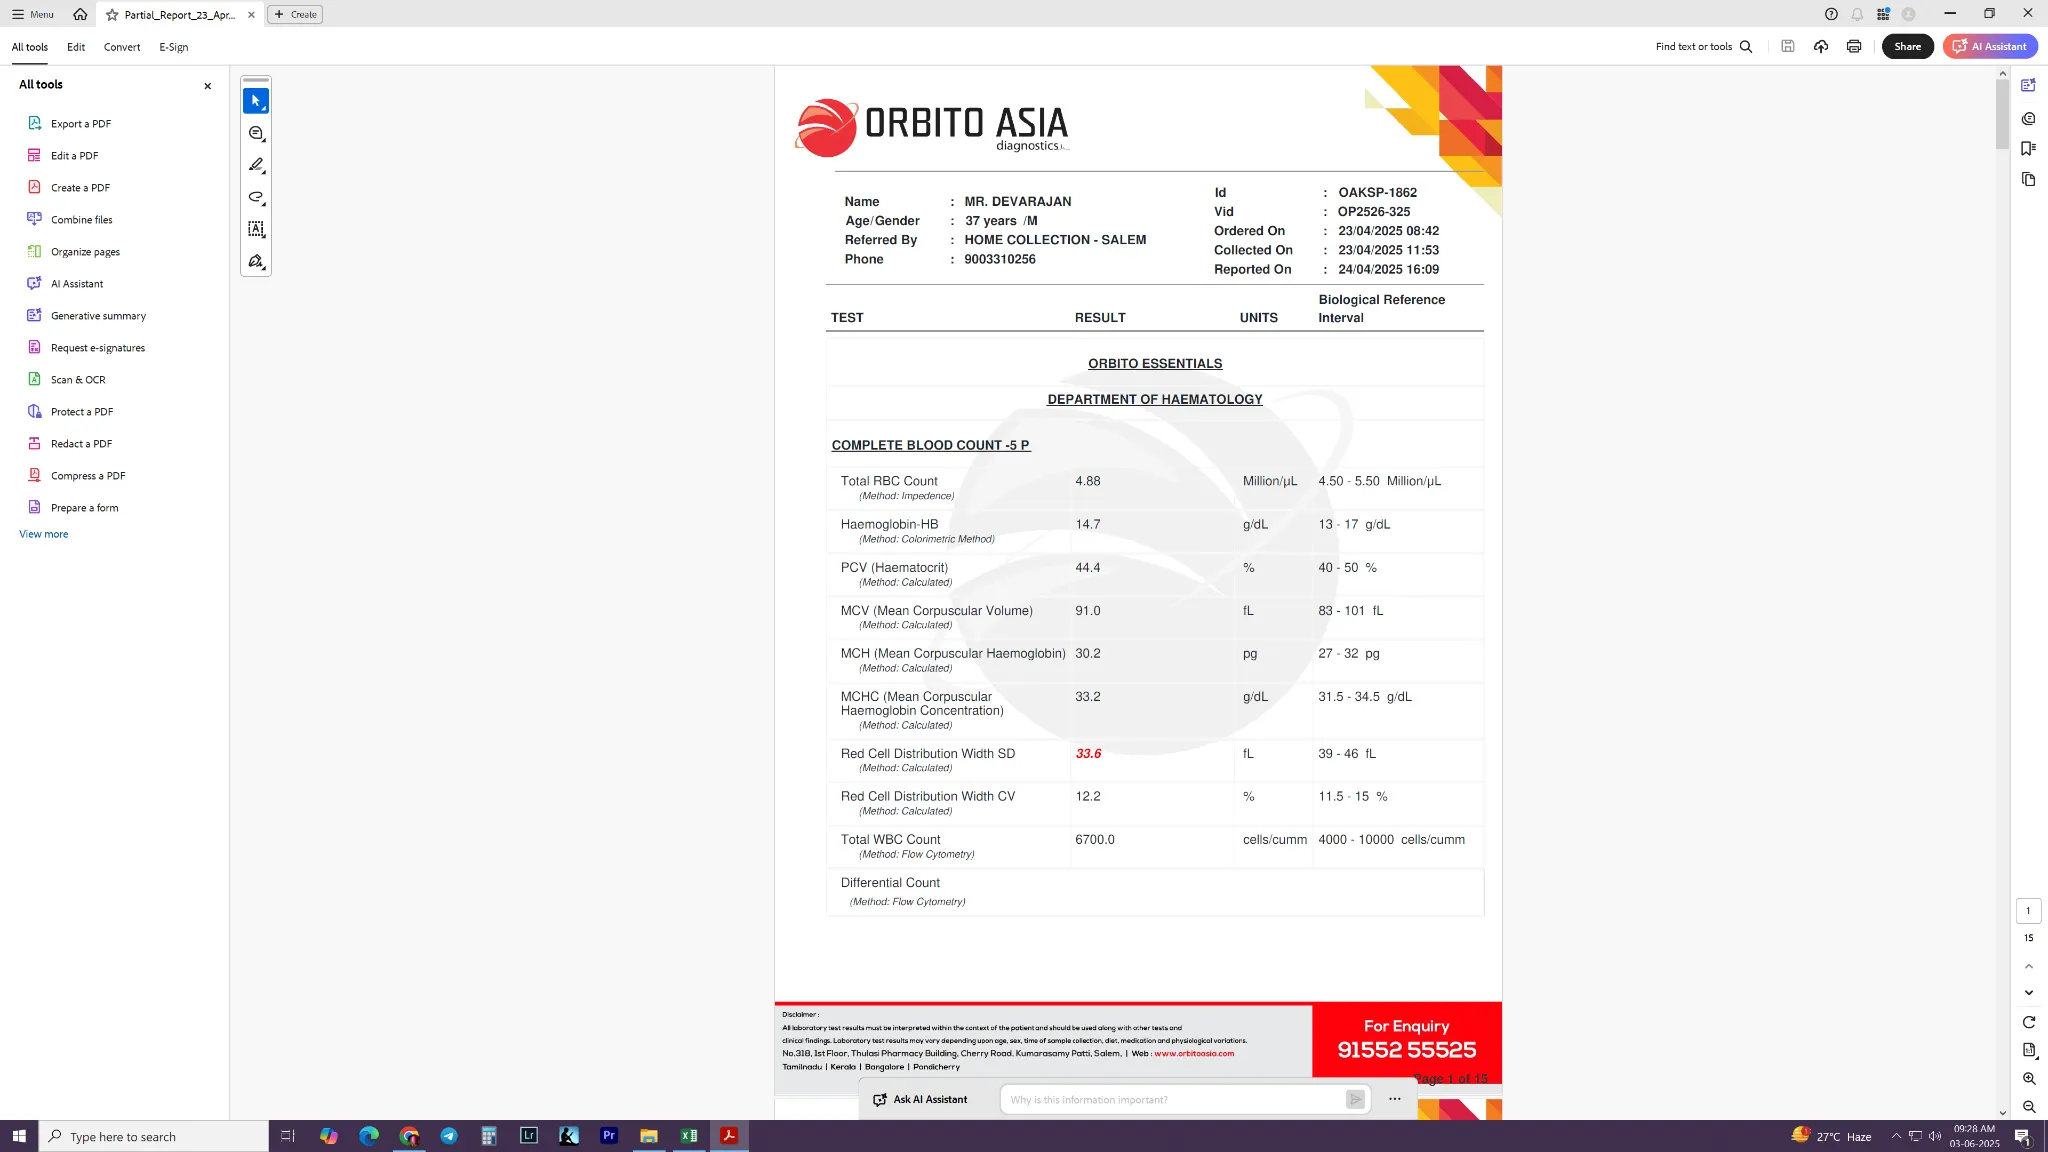 Menu
Partial_Report_23_Apr...
Create
All tools
Edit
Convert
E-Sign
Find text or tools
Share
AI Assistant
All tools
Export a PDF
Edit a PDF
Create a PDF
Combine files
Organize pages
AI Assistant
Generative summary
Request e-signatures
Scan & OCR
Protect a PDF
Redact a PDF
Compress a PDF
Prepare a form
View more
ORBITO ASIA
diagnostics
Name : MR. DEVARAJAN
Age/Gender : 37 years /M
Referred By : HOME COLLECTION - SALEM
Phone : 9003310256
Id : OAKSP-1862
Vid : OP2526-325
Ordered On : 23/04/2025 08:42
Collected On : 23/04/2025 11:53
Reported On : 24/04/2025 16:09
TEST RESULT UNITS Biological Reference Interval
ORBITO ESSENTIALS
DEPARTMENT OF HAEMATOLOGY
COMPLETE BLOOD COUNT -5 P
Total RBC Count 4.88 Million/µL 4.50 - 5.50 Million/µL
(Method: Impedence)
Haemoglobin-HB 14.7 g/dL 13 - 17 g/dL
(Method: Colorimetric Method)
PCV (Haematocrit) 44.4 % 40 - 50 %
(Method: Calculated)
MCV (Mean Corpuscular Volume) 91.0 fL 83 - 101 fL
(Method: Calculated)
MCH (Mean Corpuscular Haemoglobin) 30.2 pg 27 - 32 pg
(Method: Calculated)
MCHC (Mean Corpuscular 33.2 g/dL 31.5 - 34.5 g/dL
Haemoglobin Concentration)
(Method: Calculated)
Red Cell Distribution Width SD 33.6 fL 39 - 46 fL
(Method: Calculated)
Red Cell Distribution Width CV 12.2 % 11.5 - 15 %
(Method: Calculated)
Total WBC Count 6700.0 cells/cumm 4000 - 10000 cells/cumm
(Method: Flow Cytometry)
Differential Count
(Method: Flow Cytometry)
Disclaimer :
All laboratory test results must be interpreted within the context of the patient and should be used along with other tests and
clinical findings. Laboratory test results may vary depending upon age, sex, time of sample collection, diet, medication and physiological variations.
No.318, 1st Floor, Thulasi Pharmacy Building, Cherry Road, Kumarasamy Patti, Salem, | Web : www.orbitoasia.com
Tamilnadu | Kerala | Bangalore | Pondicherry
For Enquiry
91552 55525
Page 1 of 15
Ask AI Assistant
Why is this information important?
1
15
Type here to search
Lr
Pr
27°C Haze
09:28 AM
03-06-2025
1